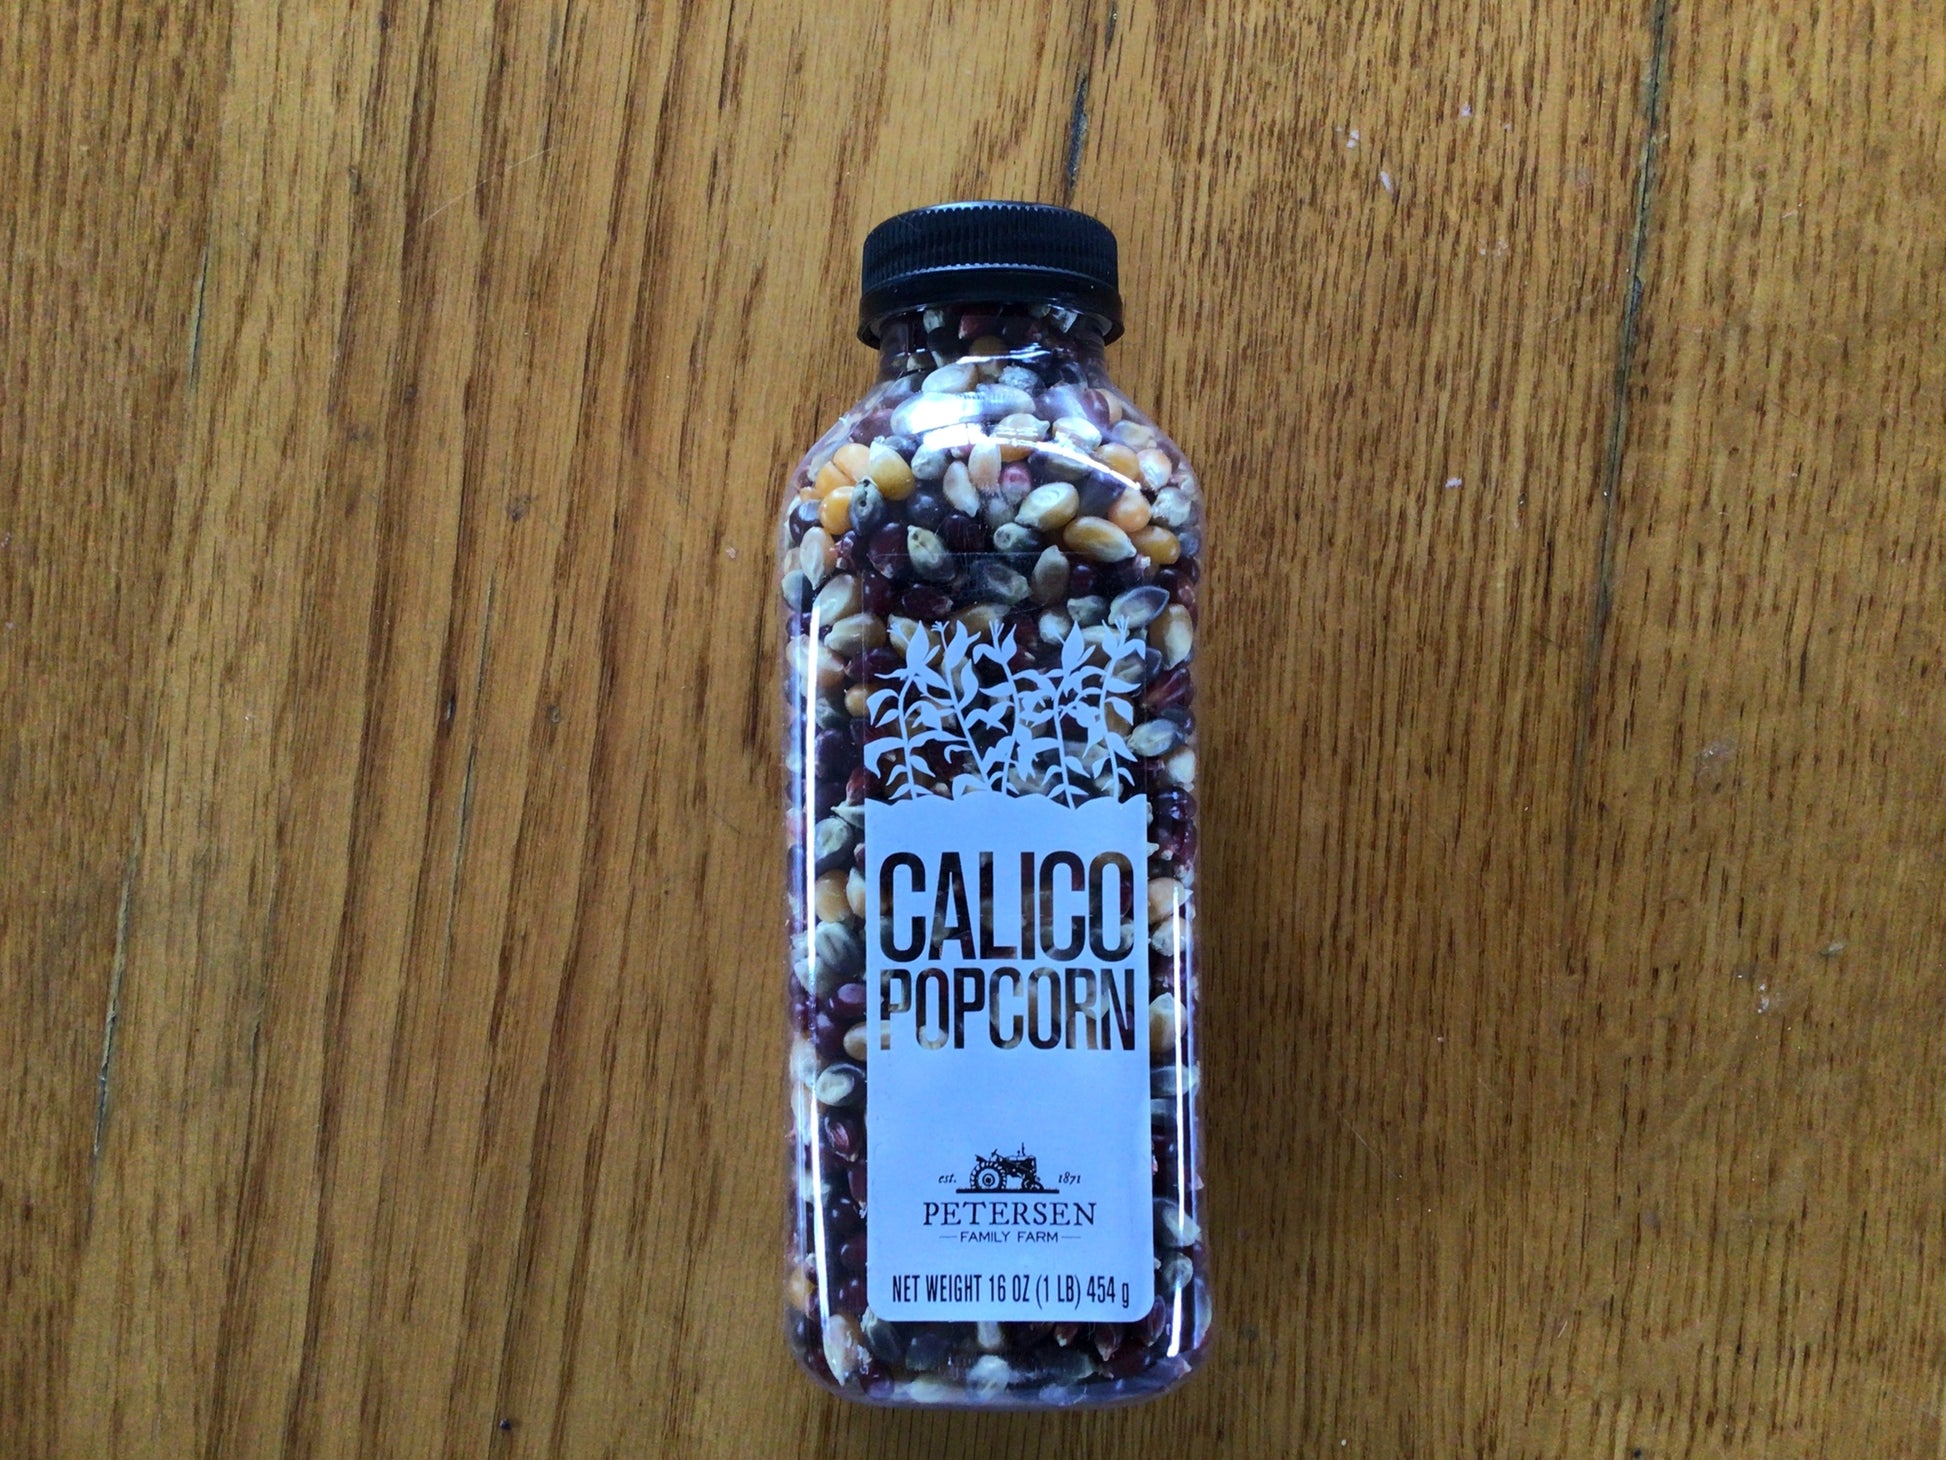 CALICO
POPCORN
est. 1871
PETERSEN
FAMILY FARM
NET WEIGHT 16 OZ (1 LB) 454 g